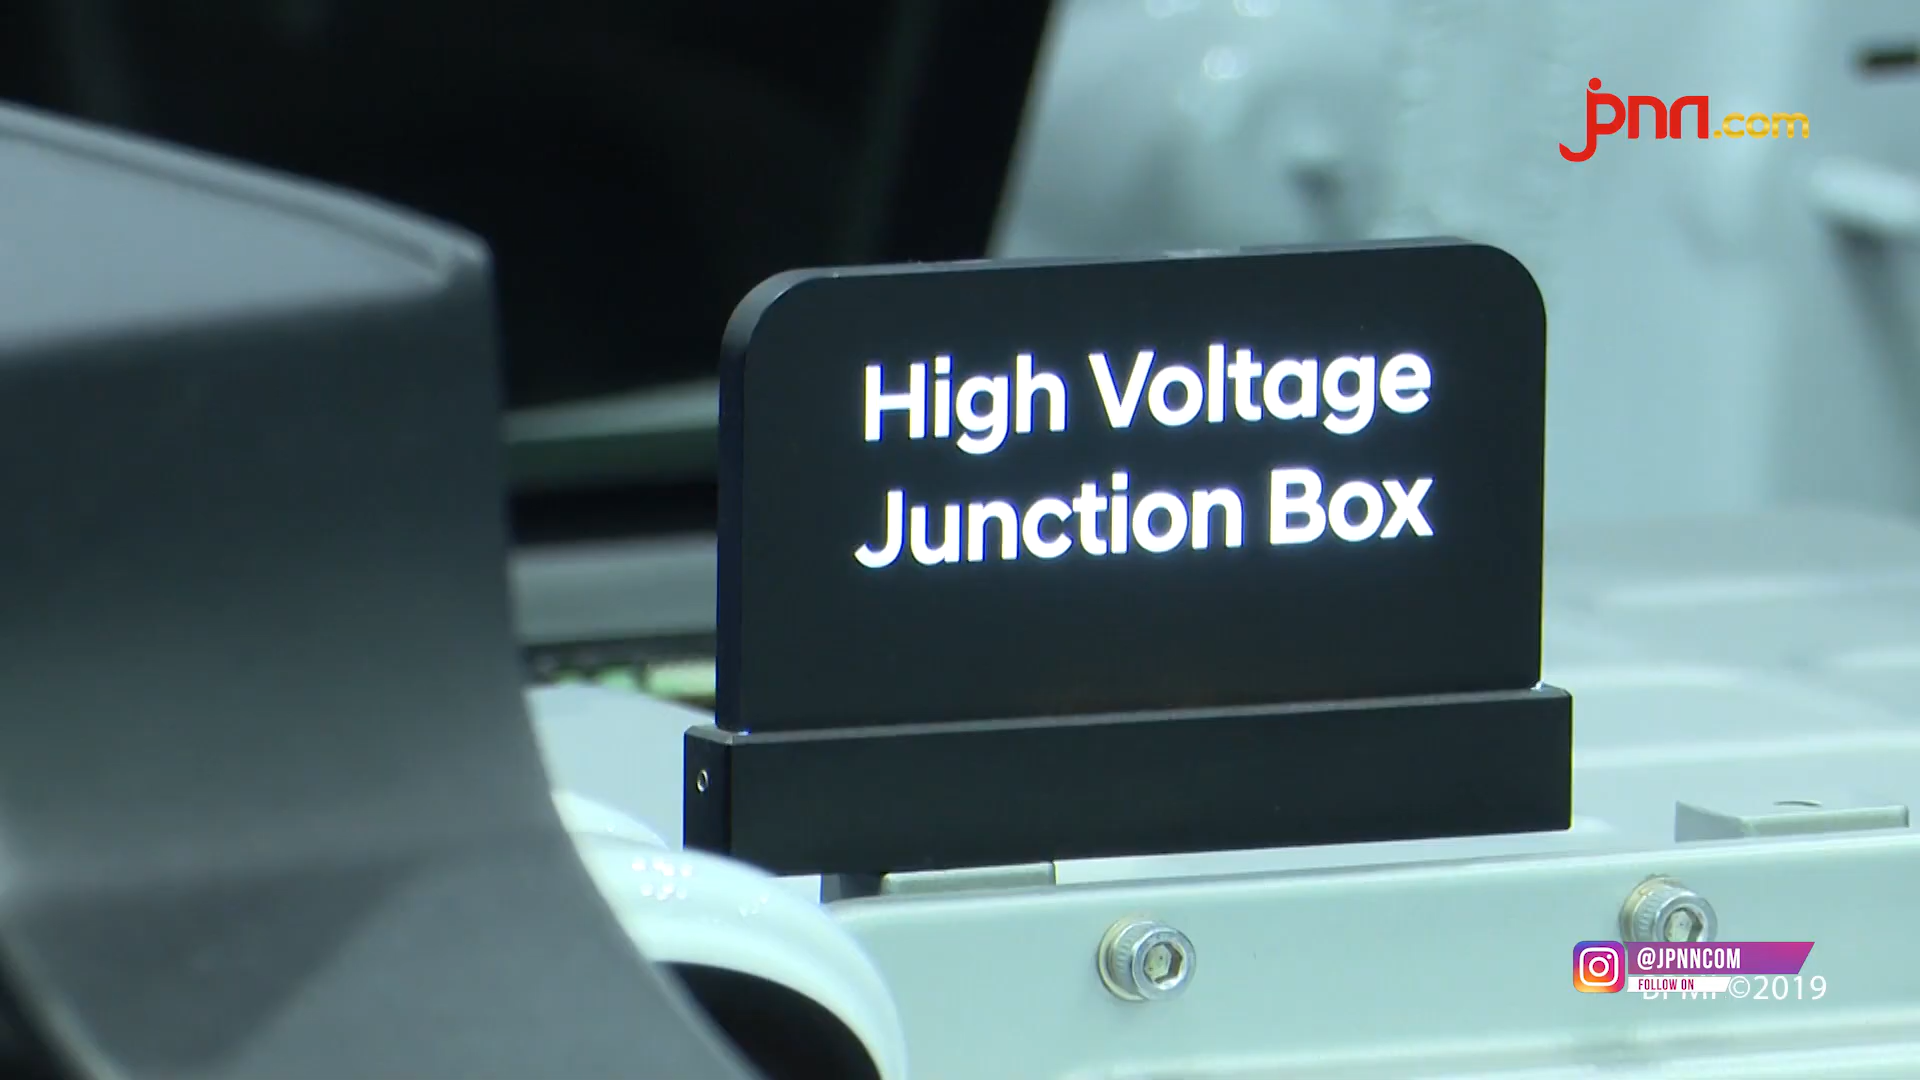 jpnn.com
High Voltage
Junction Box
@JPNNCOM
FOLLOW ON
©2019